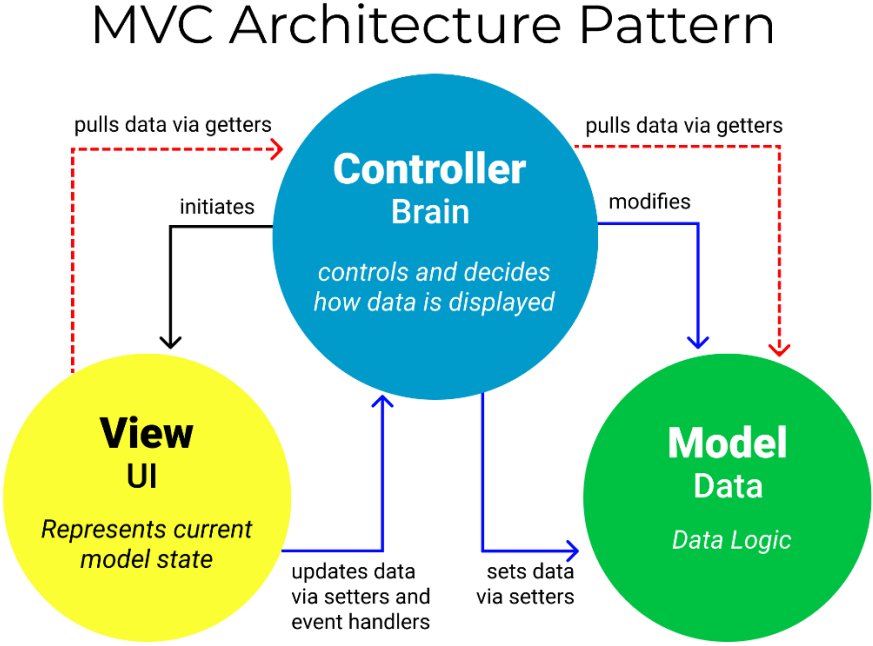 MVC Architecture Pattern
pulls data via getters
pulls data via getters
Controller
Brain
initiates
modifies
controls and decides
how data is displayed
View
UI
Represents current
model state
Model
Data
Data Logic
updates data
via setters and
event handlers
sets data
via setters